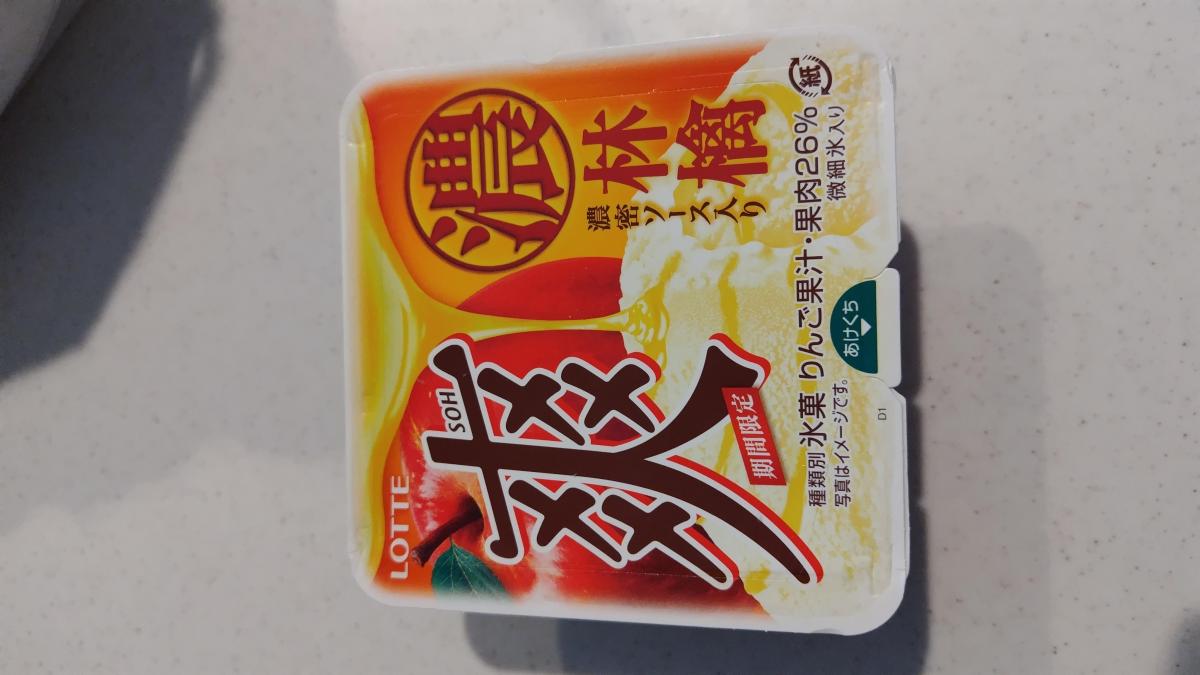 LOTTE
SOH
爽
期間限定
濃
林檎
濃密ソース入り
種類別 氷菓 りんご果汁・果肉26%
写真はイメージです。
微細氷入り
紙
あけくち
D1